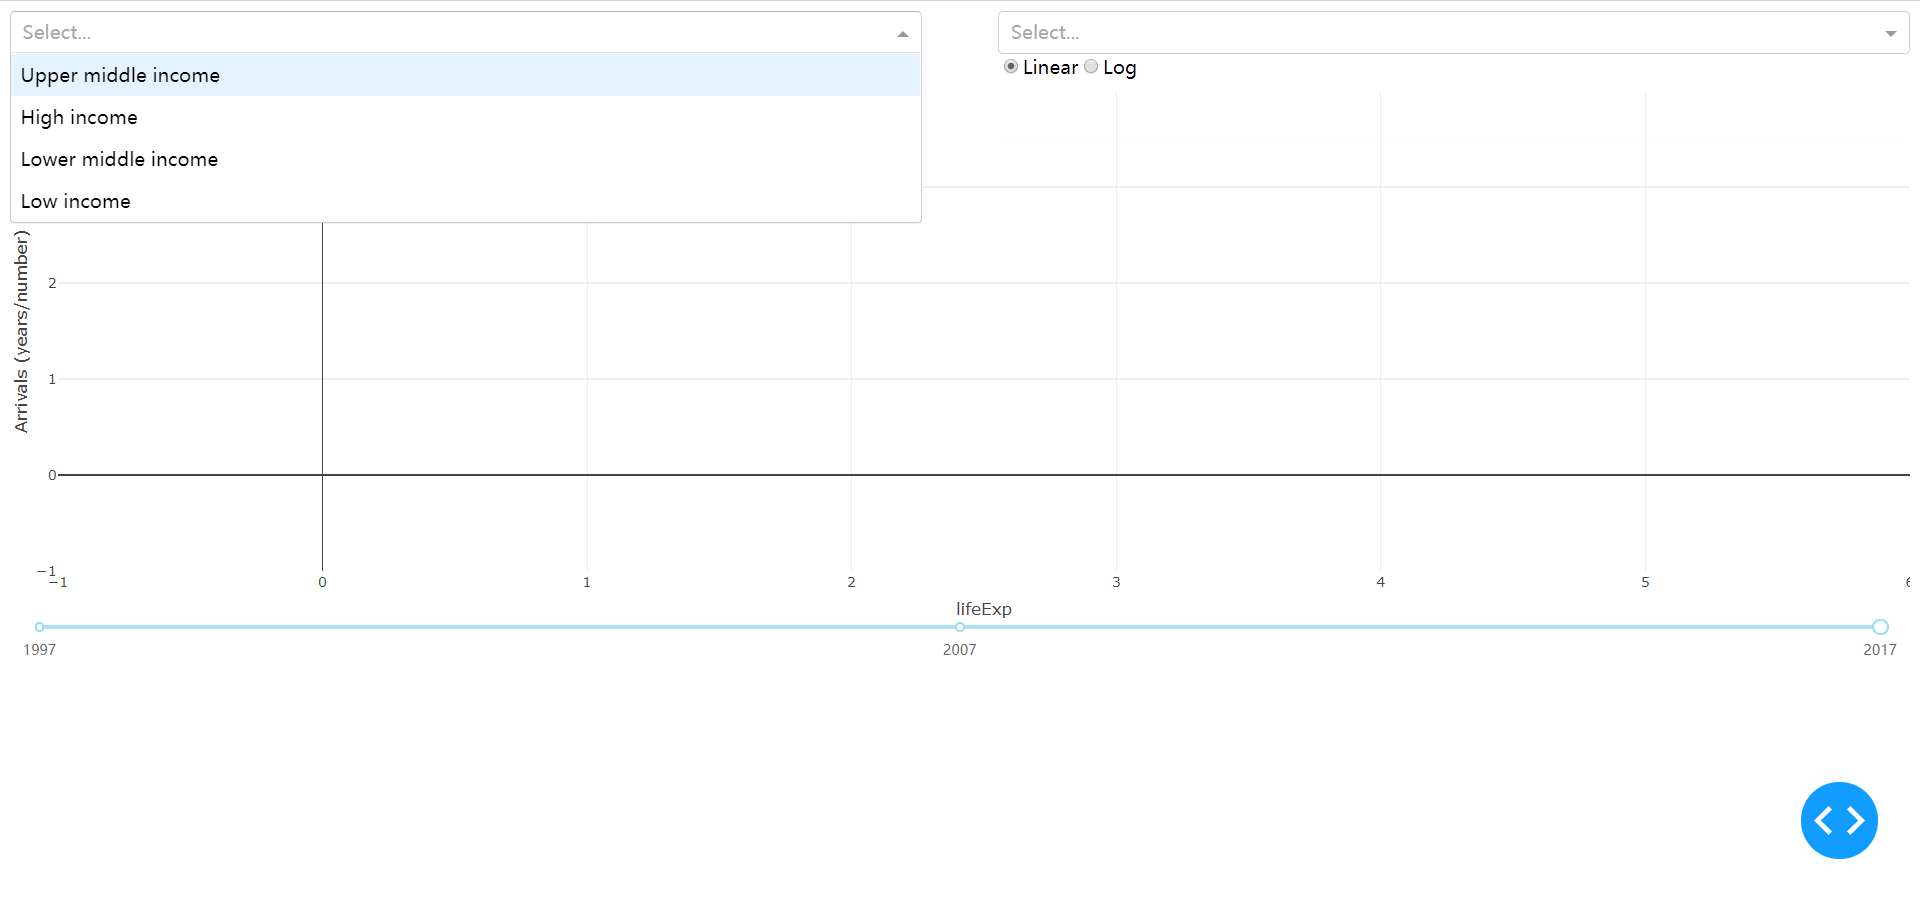 Select...
Select...
Linear Log
Upper middle income
High income
Lower middle income
Low income
Arrivals (years/number)
2
1
0
−1
−1 0 1 2 3 4 5
lifeExp
1997 2007 2017